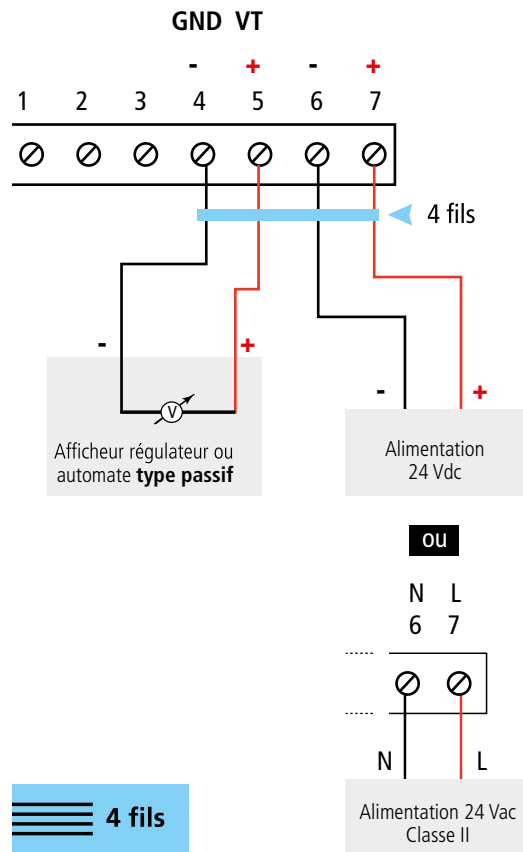 GND VT
- + - +
1 2 3 4 5 6 7
4 fils
- +
V
Afficheur régulateur ou
automate type passif
- +
Alimentation
24 Vdc
ou
N L
6 7
N L
Alimentation 24 Vac
Classe II
4 fils